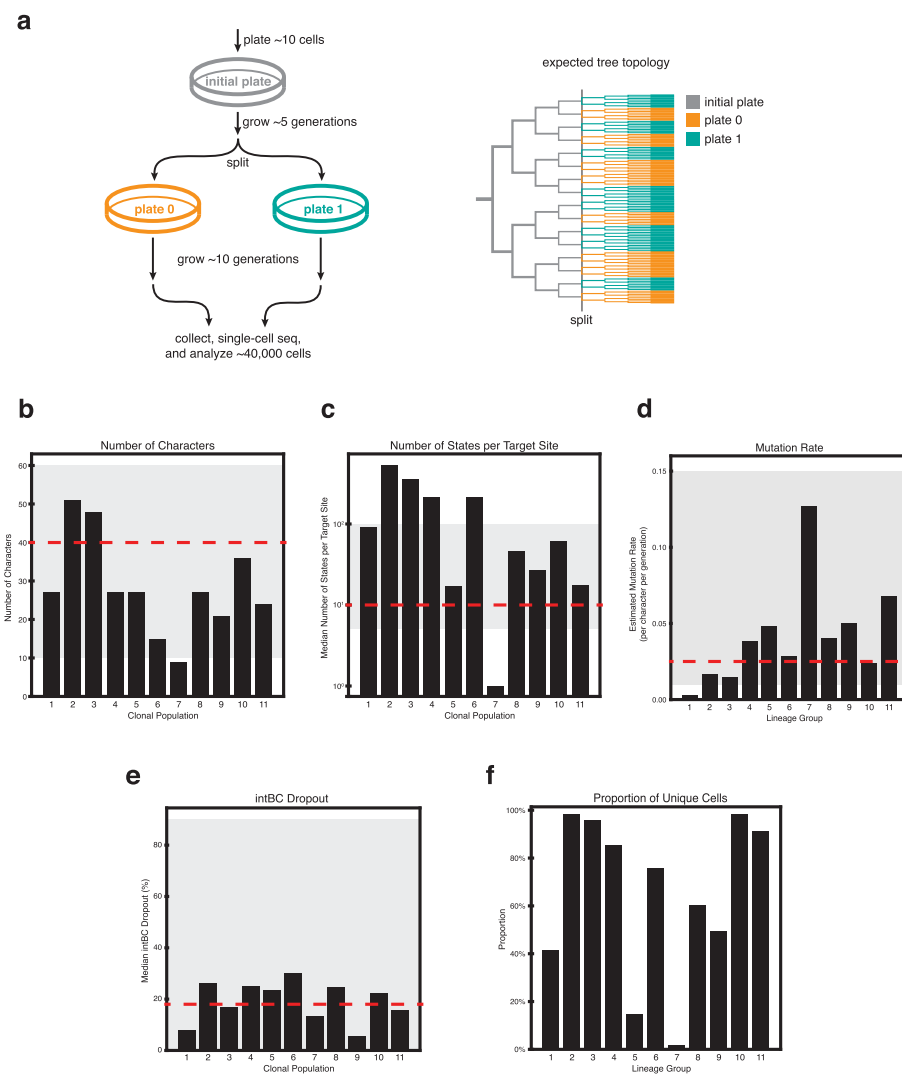 a
plate ~10 cells
initial plate
grow ~5 generations
split
plate 0
plate 1
grow ~10 generations
collect, single-cell seq,
and analyze ~40,000 cells
expected tree topology
initial plate
plate 0
plate 1
split
b
Number of Characters
Number of Characters
60
50
40
30
20
10
0
1 2 3 4 5 6 7 8 9 10 11
Clonal Population
c
Number of States per Target Site
Median Number of States per Target Site
10²
10¹
10⁰
1 2 3 4 5 6 7 8 9 10 11
Clonal Population
d
Mutation Rate
Estimated Mutation Rate
(per character per generation)
0.15
0.10
0.05
0.00
1 2 3 4 5 6 7 8 9 10 11
Lineage Group
e
intBC Dropout
Median intBC Dropout (%)
80
60
40
20
0
1 2 3 4 5 6 7 8 9 10 11
Clonal Population
f
Proportion of Unique Cells
Proportion
100%
80%
60%
40%
20%
0%
1 2 3 4 5 6 7 8 9 10 11
Lineage Group